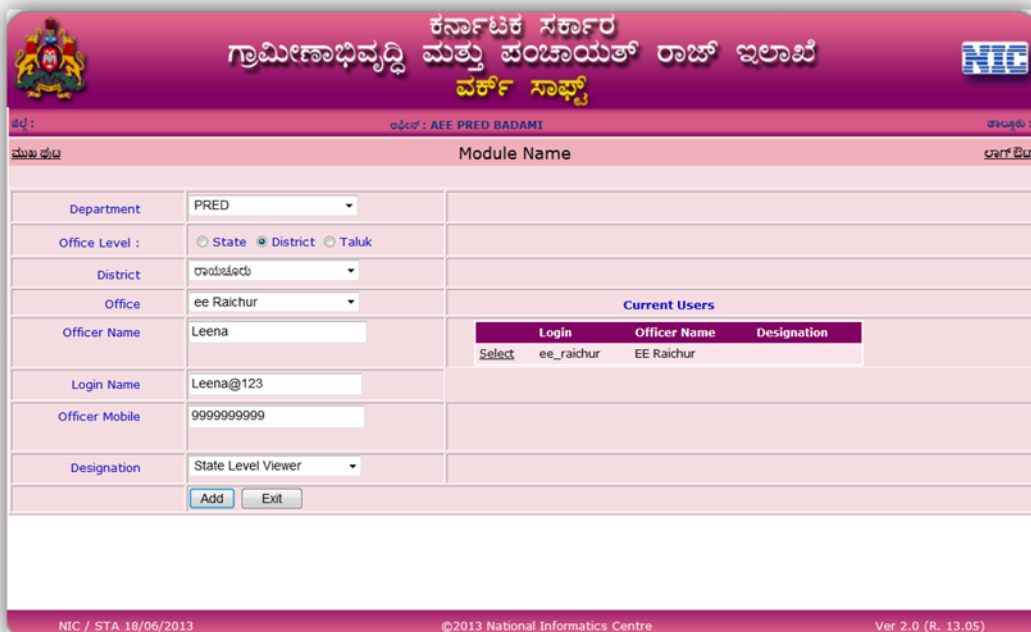 ಕರ್ನಾಟಕ ಸರ್ಕಾರ
ಗ್ರಾಮೀಣಾಭಿವೃದ್ಧಿ ಮತ್ತು ಪಂಚಾಯತ್ ರಾಜ್ ಇಲಾಖೆ
NIC
ವರ್ಕ್ ಸಾಫ್ಟ್
ಜಿಲ್ಲೆ : ಆಫೀಸ್ : AEE PRED BADAMI ತಾಲ್ಲೂಕು :
ಮುಖ ಪುಟ Module Name ಲಾಗ್ ಔಟ
Department PRED
Office Level : State District Taluk
District ರಾಯಚೂರು
Office ee Raichur Current Users
Officer Name Leena Login Officer Name Designation
Select ee_raichur EE Raichur
Login Name Leena@123
Officer Mobile 9999999999
Designation State Level Viewer
Add Exit
NIC / STA 18/06/2013 ©2013 National Informatics Centre Ver 2.0 (R. 13.05)